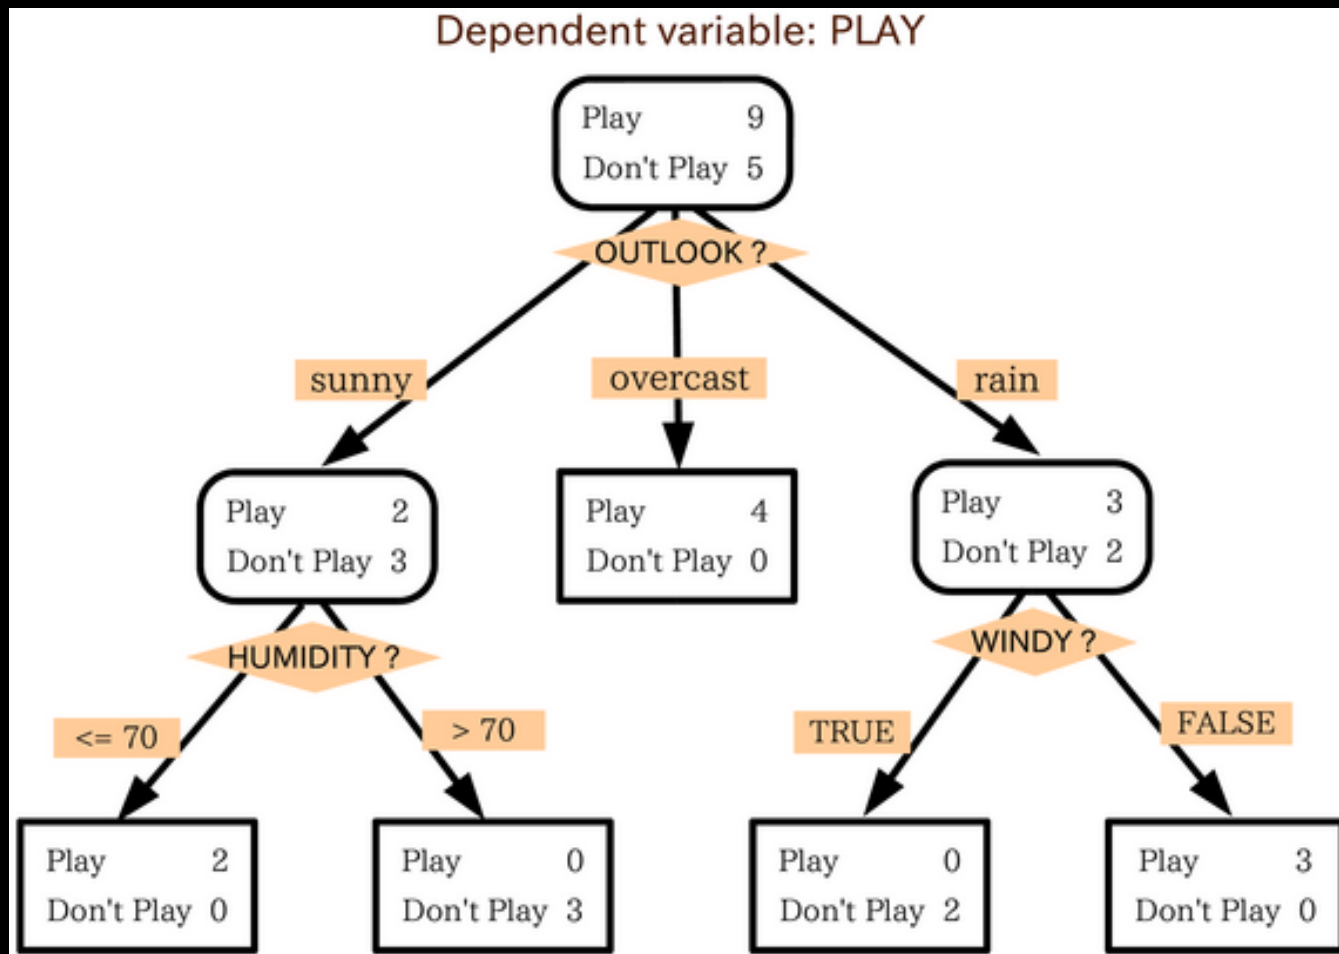 Dependent variable: PLAY
Play 9
Don't Play 5
OUTLOOK ?
sunny
overcast
rain
Play 2
Don't Play 3
Play 4
Don't Play 0
Play 3
Don't Play 2
HUMIDITY ?
WINDY ?
<= 70
> 70
TRUE
FALSE
Play 2
Don't Play 0
Play 0
Don't Play 3
Play 0
Don't Play 2
Play 3
Don't Play 0